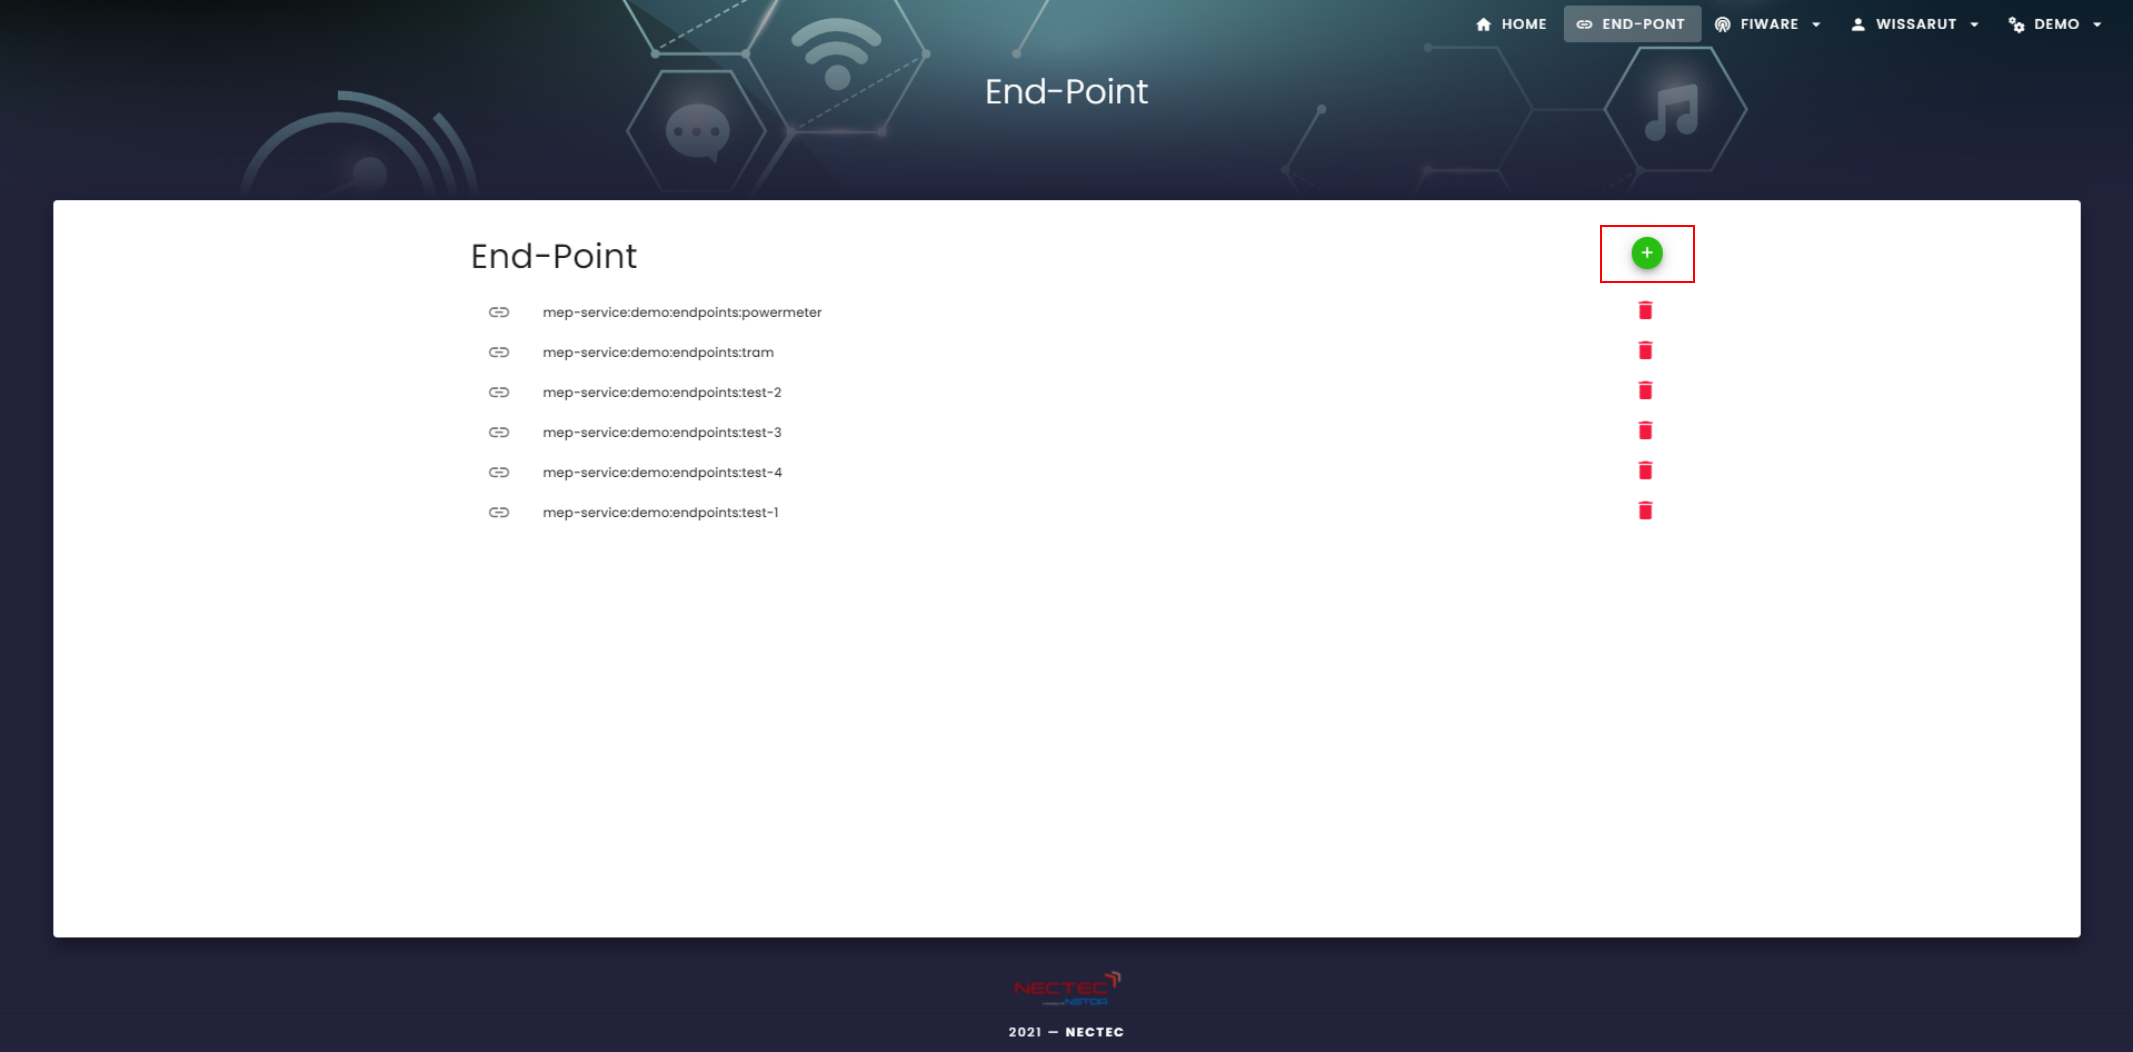 HOME END-PONT FIWARE WISSARUT DEMO
End-Point
End-Point
mep-service:demo:endpoints:powermeter
mep-service:demo:endpoints:tram
mep-service:demo:endpoints:test-2
mep-service:demo:endpoints:test-3
mep-service:demo:endpoints:test-4
mep-service:demo:endpoints:test-1
NECTEC
NSTDA
2021 — NECTEC